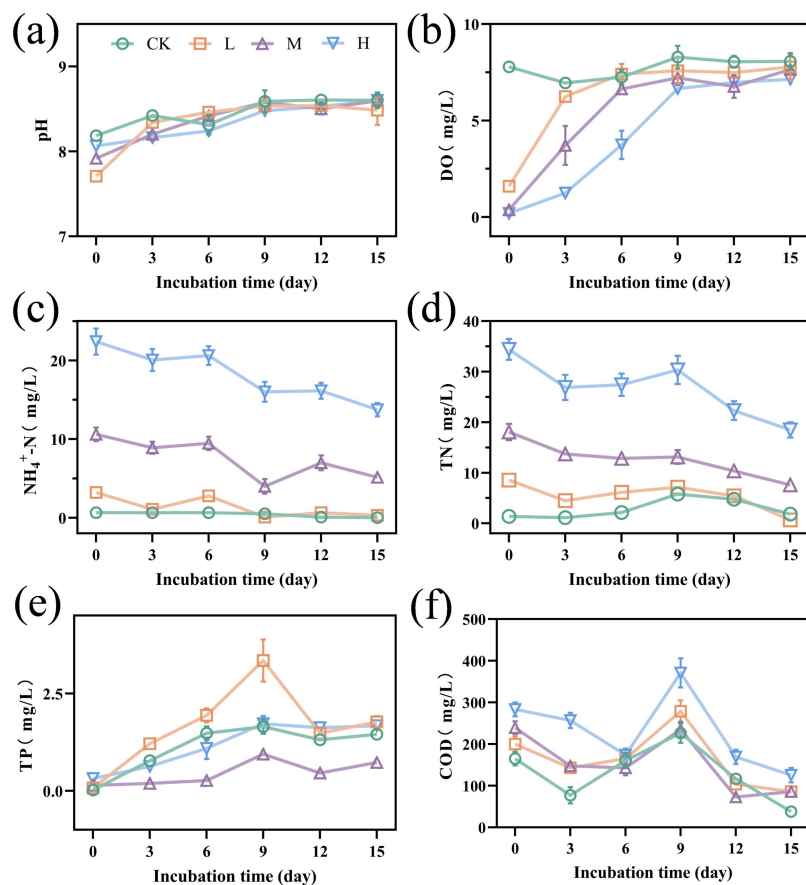 (a)
CK L M H
9
8
7
pH
0 3 6 9 12 15
Incubation time (day)
(b)
10
5
0
DO ( mg/L)
0 3 6 9 12 15
Incubation time (day)
(c)
20
10
0
NH₄⁺-N ( mg/L)
0 3 6 9 12 15
Incubation time (day)
(d)
40
30
20
10
0
TN ( mg/L)
0 3 6 9 12 15
Incubation time (day)
(e)
2.5
0.0
TP ( mg/L)
0 3 6 9 12 15
Incubation time (day)
(f)
500
400
300
200
100
0
COD ( mg/L)
0 3 6 9 12 15
Incubation time (day)